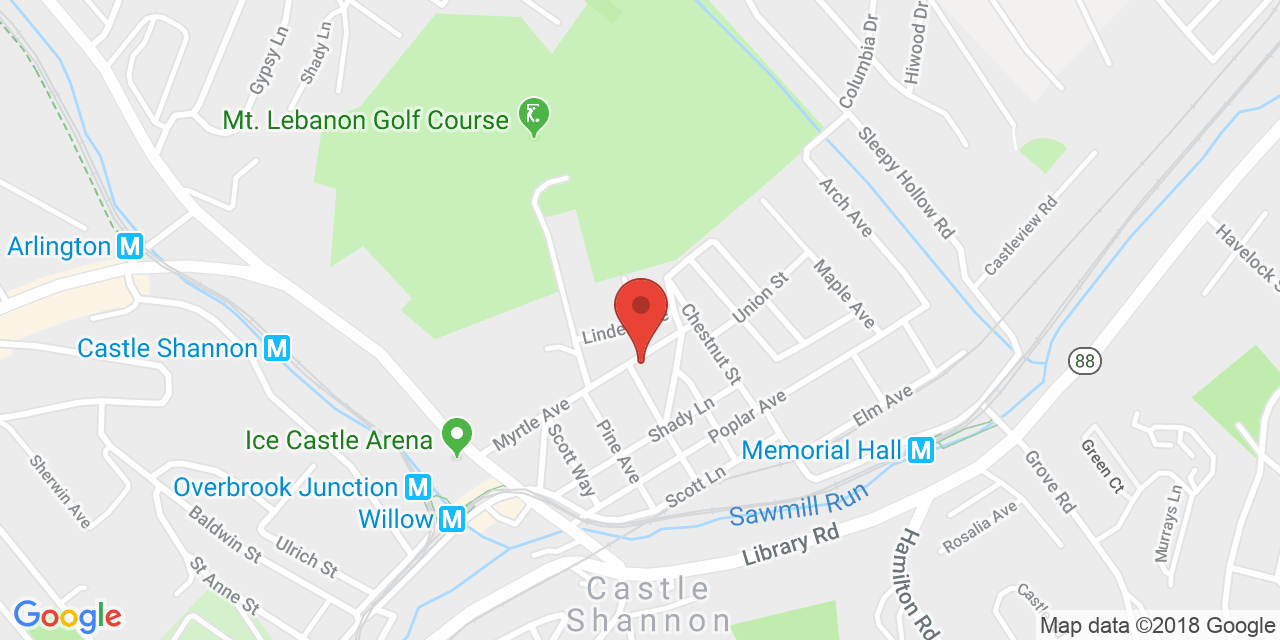 Gypsy Ln
Shady Ln
Columbia Dr
Hiwood Dr
Mt. Lebanon Golf Course
Sleepy Hollow Rd
Arch Ave
Castleview Rd
Arlington
M
Havelock
Maple Ave
Union St
Linde
Chestnut St
Castle Shannon
M
88
Myrtle Ave
Shady Ln
Poplar Ave
Elm Ave
Ice Castle Arena
Scott Way
Pine Ave
Memorial Hall
M
Green Ct
Grove Rd
Sherwin Ave
Overbrook Junction
M
Scott Ln
Murrays Ln
Willow
M
Sawmill Run
Baldwin St
Ulrich St
Library Rd
Rosalia Ave
Hamilton Rd
St Anne St
Castle
Shannon
Castle
Google
Map data ©2018 Google